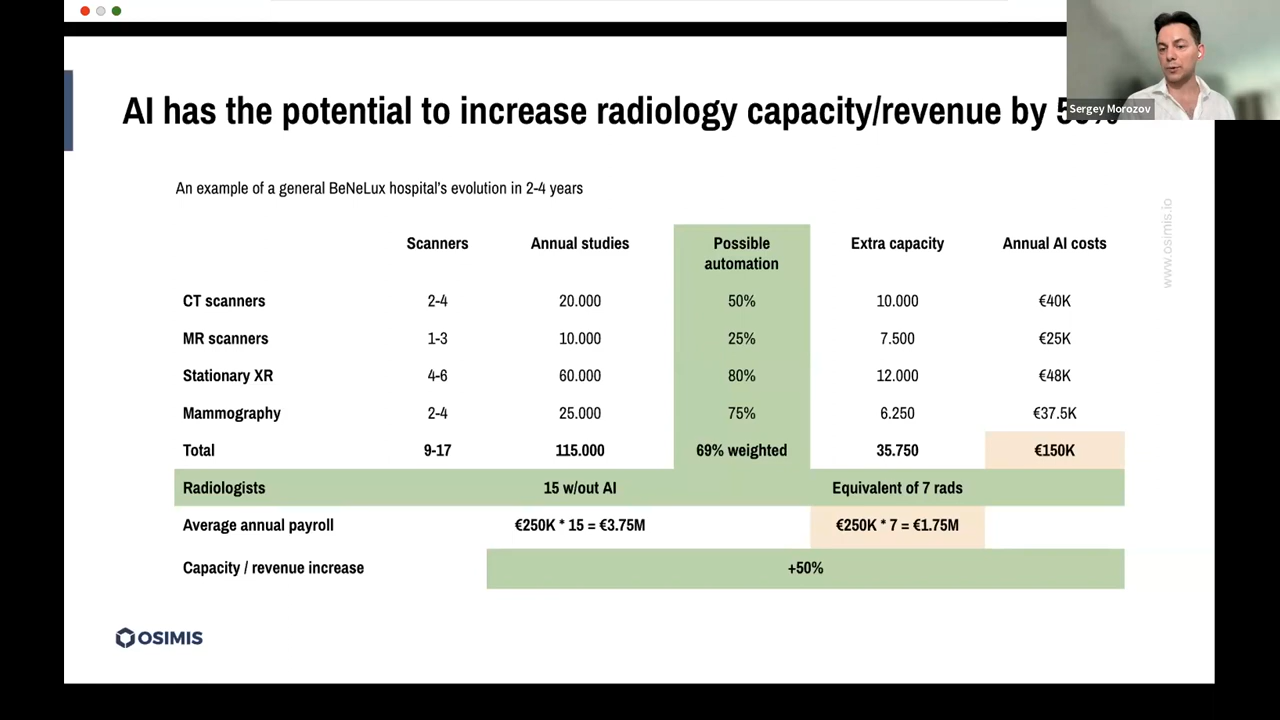 Sergey Morozov
AI has the potential to increase radiology capacity/revenue by
An example of a general BeNeLux hospital's evolution in 2-4 years
www.osimis.io
Scanners Annual studies Possible automation Extra capacity Annual AI costs
CT scanners 2-4 20.000 50% 10.000 €40K
MR scanners 1-3 10.000 25% 7.500 €25K
Stationary XR 4-6 60.000 80% 12.000 €48K
Mammography 2-4 25.000 75% 6.250 €37.5K
Total 9-17 115.000 69% weighted 35.750 €150K
Radiologists 15 w/out AI Equivalent of 7 rads
Average annual payroll €250K * 15 = €3.75M €250K * 7 = €1.75M
Capacity / revenue increase +50%
OSIMIS